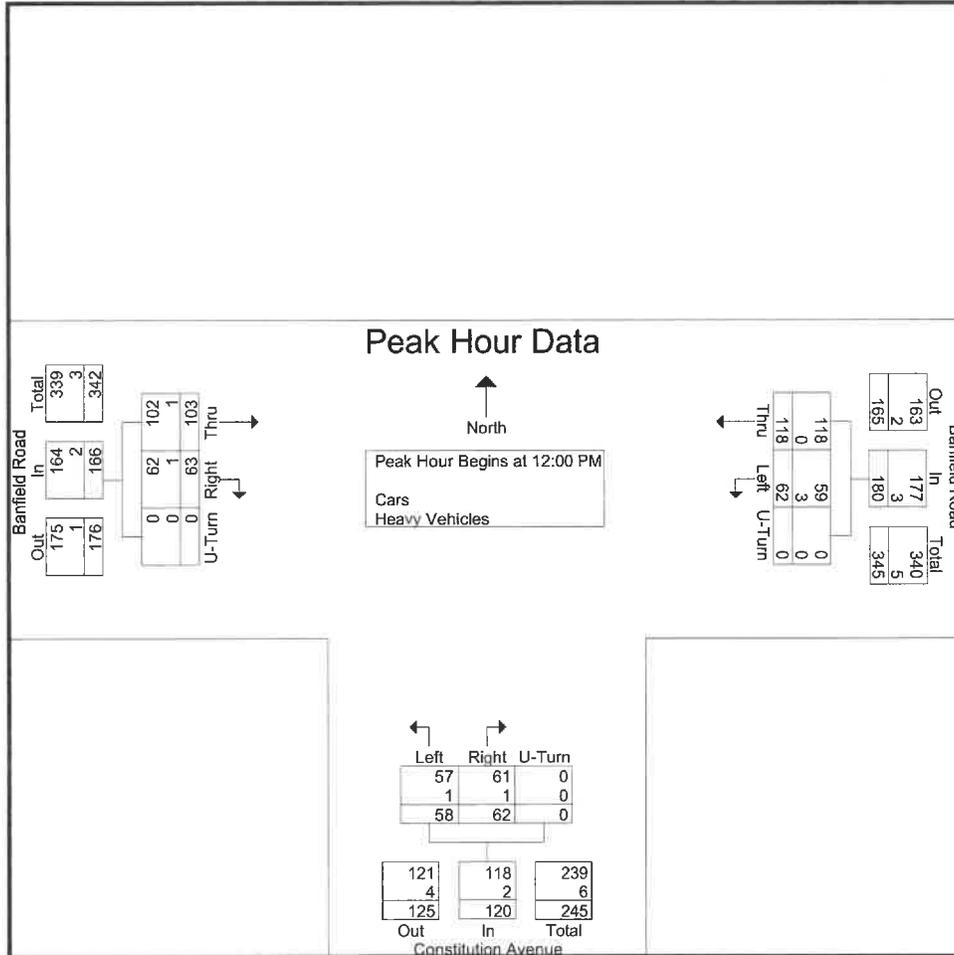 Peak Hour Data
North
Peak Hour Begins at 12:00 PM
Cars
Heavy Vehicles
Banfield Road
Total In Out
339 164 175
3 2 1
342 166 176
Thru Right U-Turn
102 62 0
1 1 0
103 63 0
Banfield Road
Out In Total
163 177 340
2 3 5
165 180 345
Thru Left U-Turn
118 59 0
0 3 0
118 62 0
Left Right U-Turn
57 61 0
1 1 0
58 62 0
121 118 239
4 2 6
125 120 245
Out In Total
Constitution Avenue